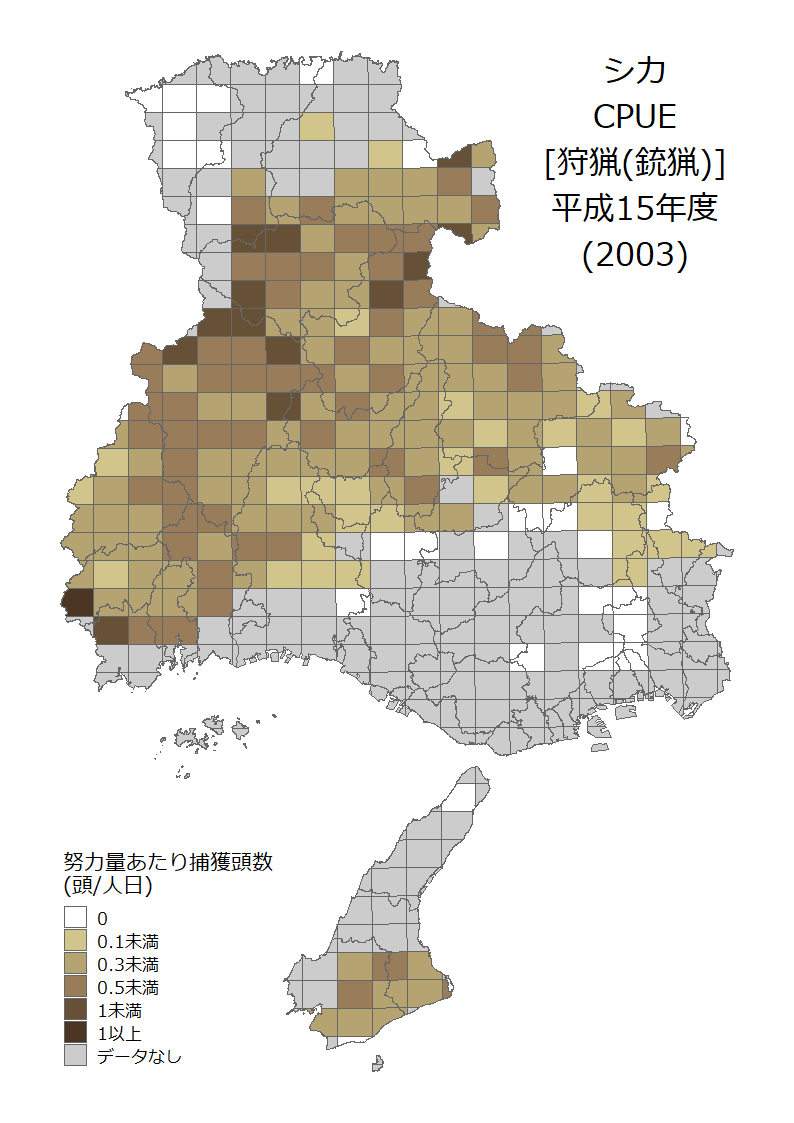 シカ
CPUE
[狩猟(銃猟)]
平成15年度
(2003)
努力量あたり捕獲頭数
(頭/人日)
0
0.1未満
0.3未満
0.5未満
1未満
1以上
データなし